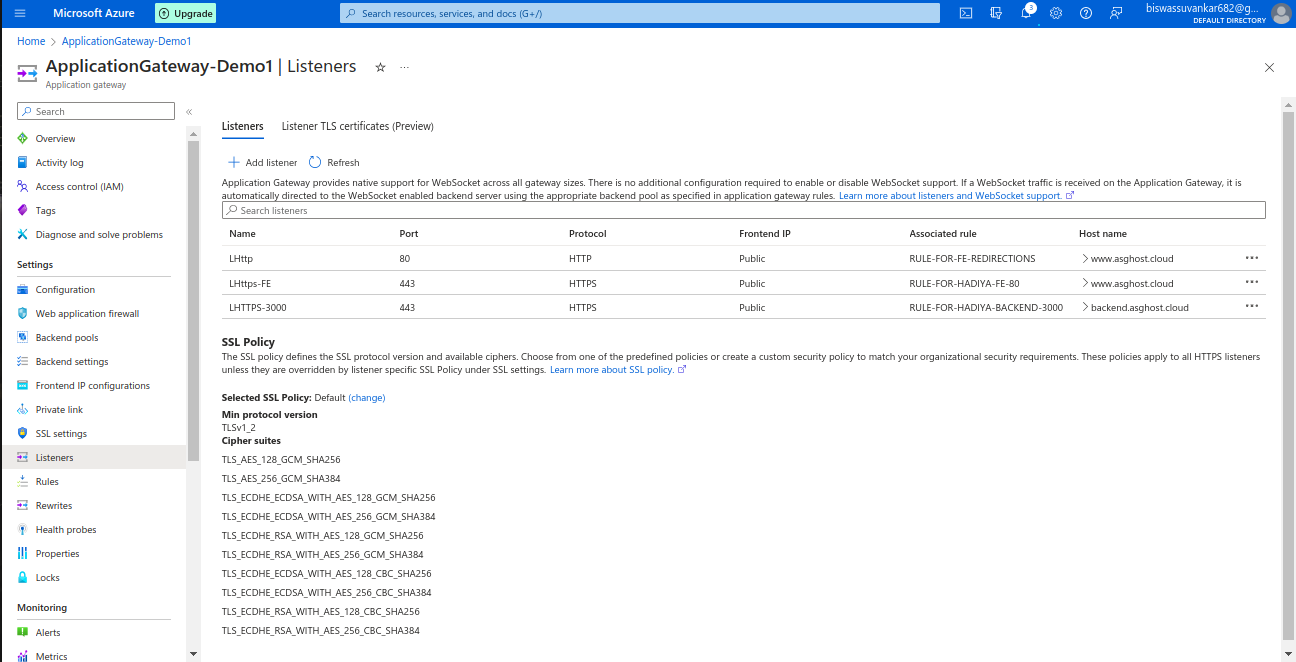 Microsoft Azure
Upgrade
Search resources, services, and docs (G+/)
3
biswassuvankar682@g...
DEFAULT DIRECTORY
Home > ApplicationGateway-Demo1
ApplicationGateway-Demo1 | Listeners
Application gateway
Search
Overview
Activity log
Access control (IAM)
Tags
Diagnose and solve problems
Settings
Configuration
Web application firewall
Backend pools
Backend settings
Frontend IP configurations
Private link
SSL settings
Listeners
Rules
Rewrites
Health probes
Properties
Locks
Monitoring
Alerts
Metrics
Listeners Listener TLS certificates (Preview)
Add listener Refresh
Application Gateway provides native support for WebSocket across all gateway sizes. There is no additional configuration required to enable or disable WebSocket support. If a WebSocket traffic is received on the Application Gateway, it is
automatically directed to the WebSocket enabled backend server using the appropriate backend pool as specified in application gateway rules. Learn more about listeners and WebSocket support.
Search listeners
Name Port Protocol Frontend IP Associated rule Host name
LHttp 80 HTTP Public RULE-FOR-FE-REDIRECTIONS > www.asghost.cloud
LHttps-FE 443 HTTPS Public RULE-FOR-HADIYA-FE-80 > www.asghost.cloud
LHTTPS-3000 443 HTTPS Public RULE-FOR-HADIYA-BACKEND-3000 > backend.asghost.cloud
SSL Policy
The SSL policy defines the SSL protocol version and available ciphers. Choose from one of the predefined policies or create a custom security policy to match your organizational security requirements. These policies apply to all HTTPS listeners
unless they are overridden by listener specific SSL Policy under SSL settings. Learn more about SSL policy.
Selected SSL Policy: Default (change)
Min protocol version
TLSv1_2
Cipher suites
TLS_AES_128_GCM_SHA256
TLS_AES_256_GCM_SHA384
TLS_ECDHE_ECDSA_WITH_AES_128_GCM_SHA256
TLS_ECDHE_ECDSA_WITH_AES_256_GCM_SHA384
TLS_ECDHE_RSA_WITH_AES_128_GCM_SHA256
TLS_ECDHE_RSA_WITH_AES_256_GCM_SHA384
TLS_ECDHE_ECDSA_WITH_AES_128_CBC_SHA256
TLS_ECDHE_ECDSA_WITH_AES_256_CBC_SHA384
TLS_ECDHE_RSA_WITH_AES_128_CBC_SHA256
TLS_ECDHE_RSA_WITH_AES_256_CBC_SHA384